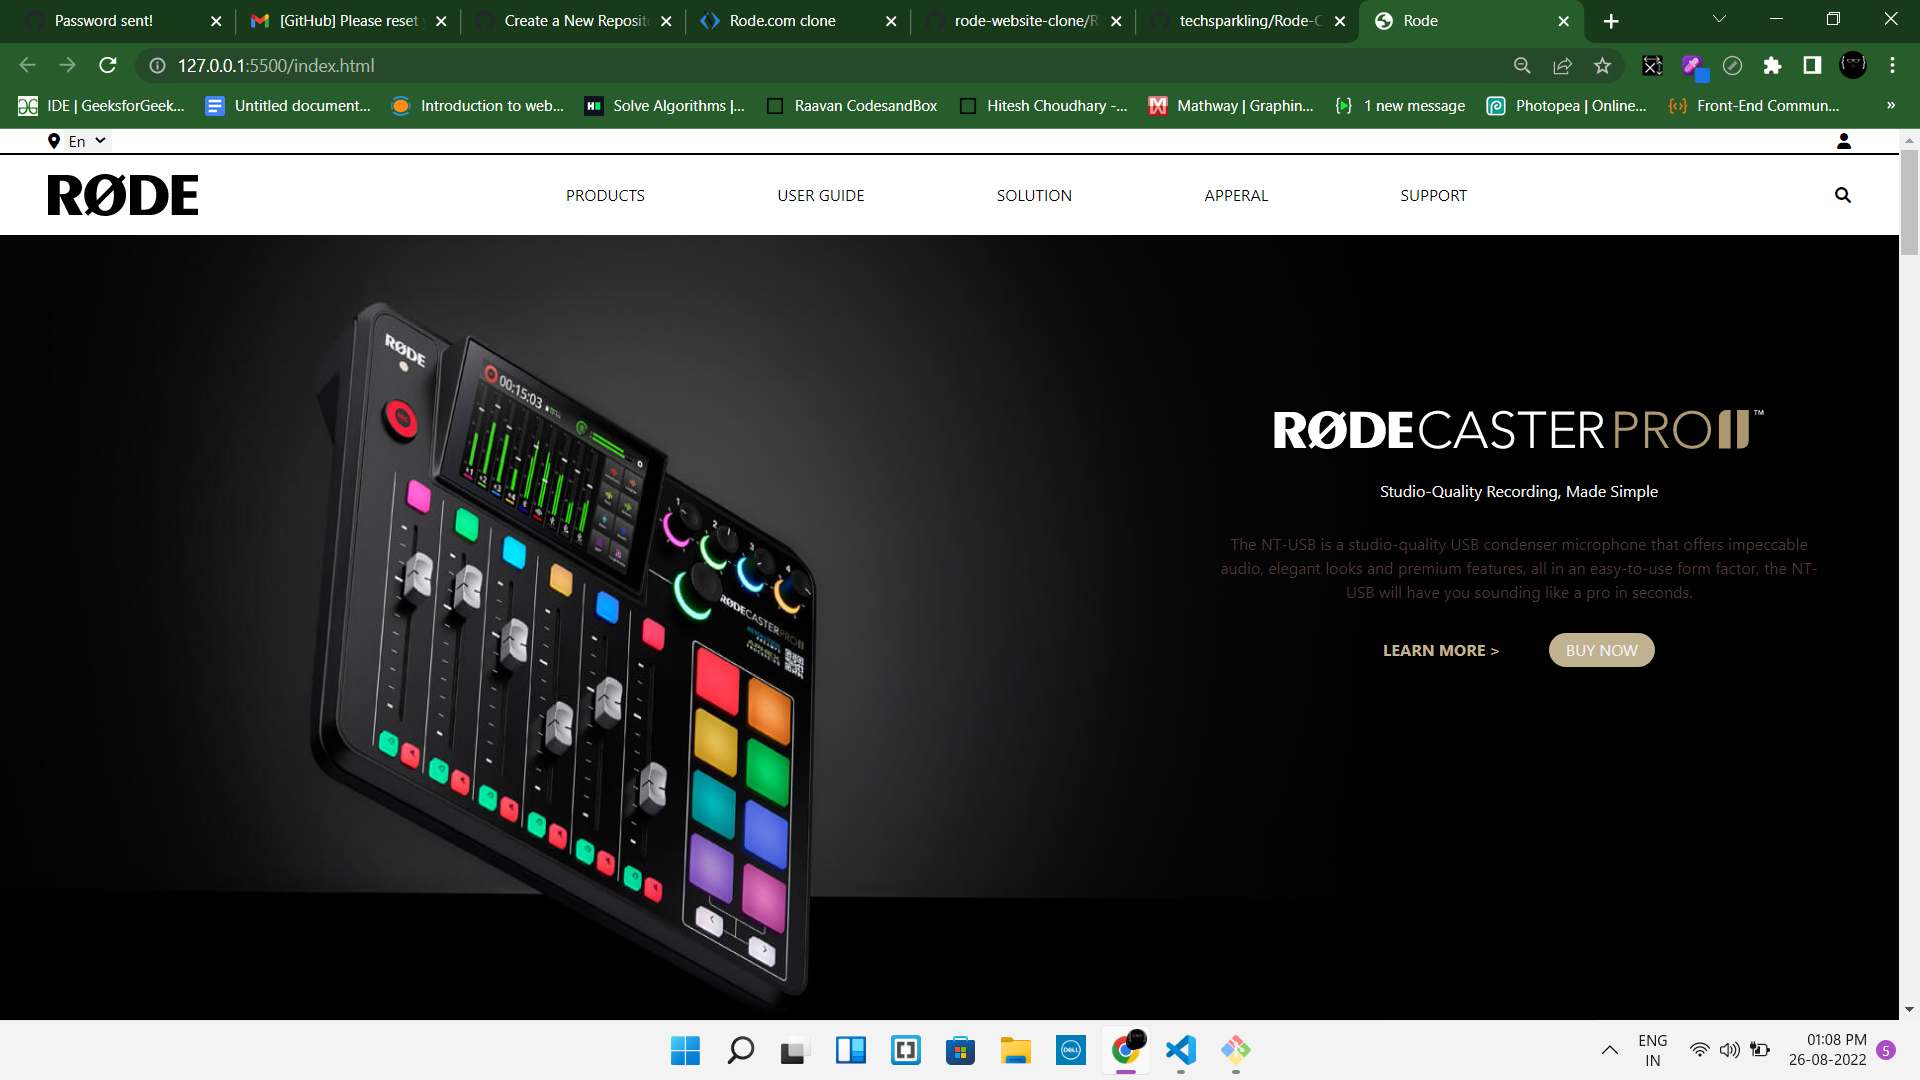 Password sent!
[GitHub] Please reset
Create a New Reposit
Rode.com clone
rode-website-clone/R
techsparkling/Rode-C
Rode
127.0.0.1:5500/index.html
IDE | GeeksforGeek...
Untitled document...
Introduction to web...
Solve Algorithms |...
Raavan CodesandBox
Hitesh Choudhary -...
Mathway | Graphin...
1 new message
Photopea | Online...
Front-End Commun...
»
En
RØDE
PRODUCTS
USER GUIDE
SOLUTION
APPERAL
SUPPORT
RØDE
00:15:03
1
2
3
4
RØDECASTERPROII
RØDECASTERPROII™
Studio-Quality Recording, Made Simple
The NT-USB is a studio-quality USB condenser microphone that offers impeccable
audio, elegant looks and premium features, all in an easy-to-use form factor, the NT-
USB will have you sounding like a pro in seconds.
LEARN MORE >
BUY NOW
DELL
ENG
IN
01:08 PM
26-08-2022
5